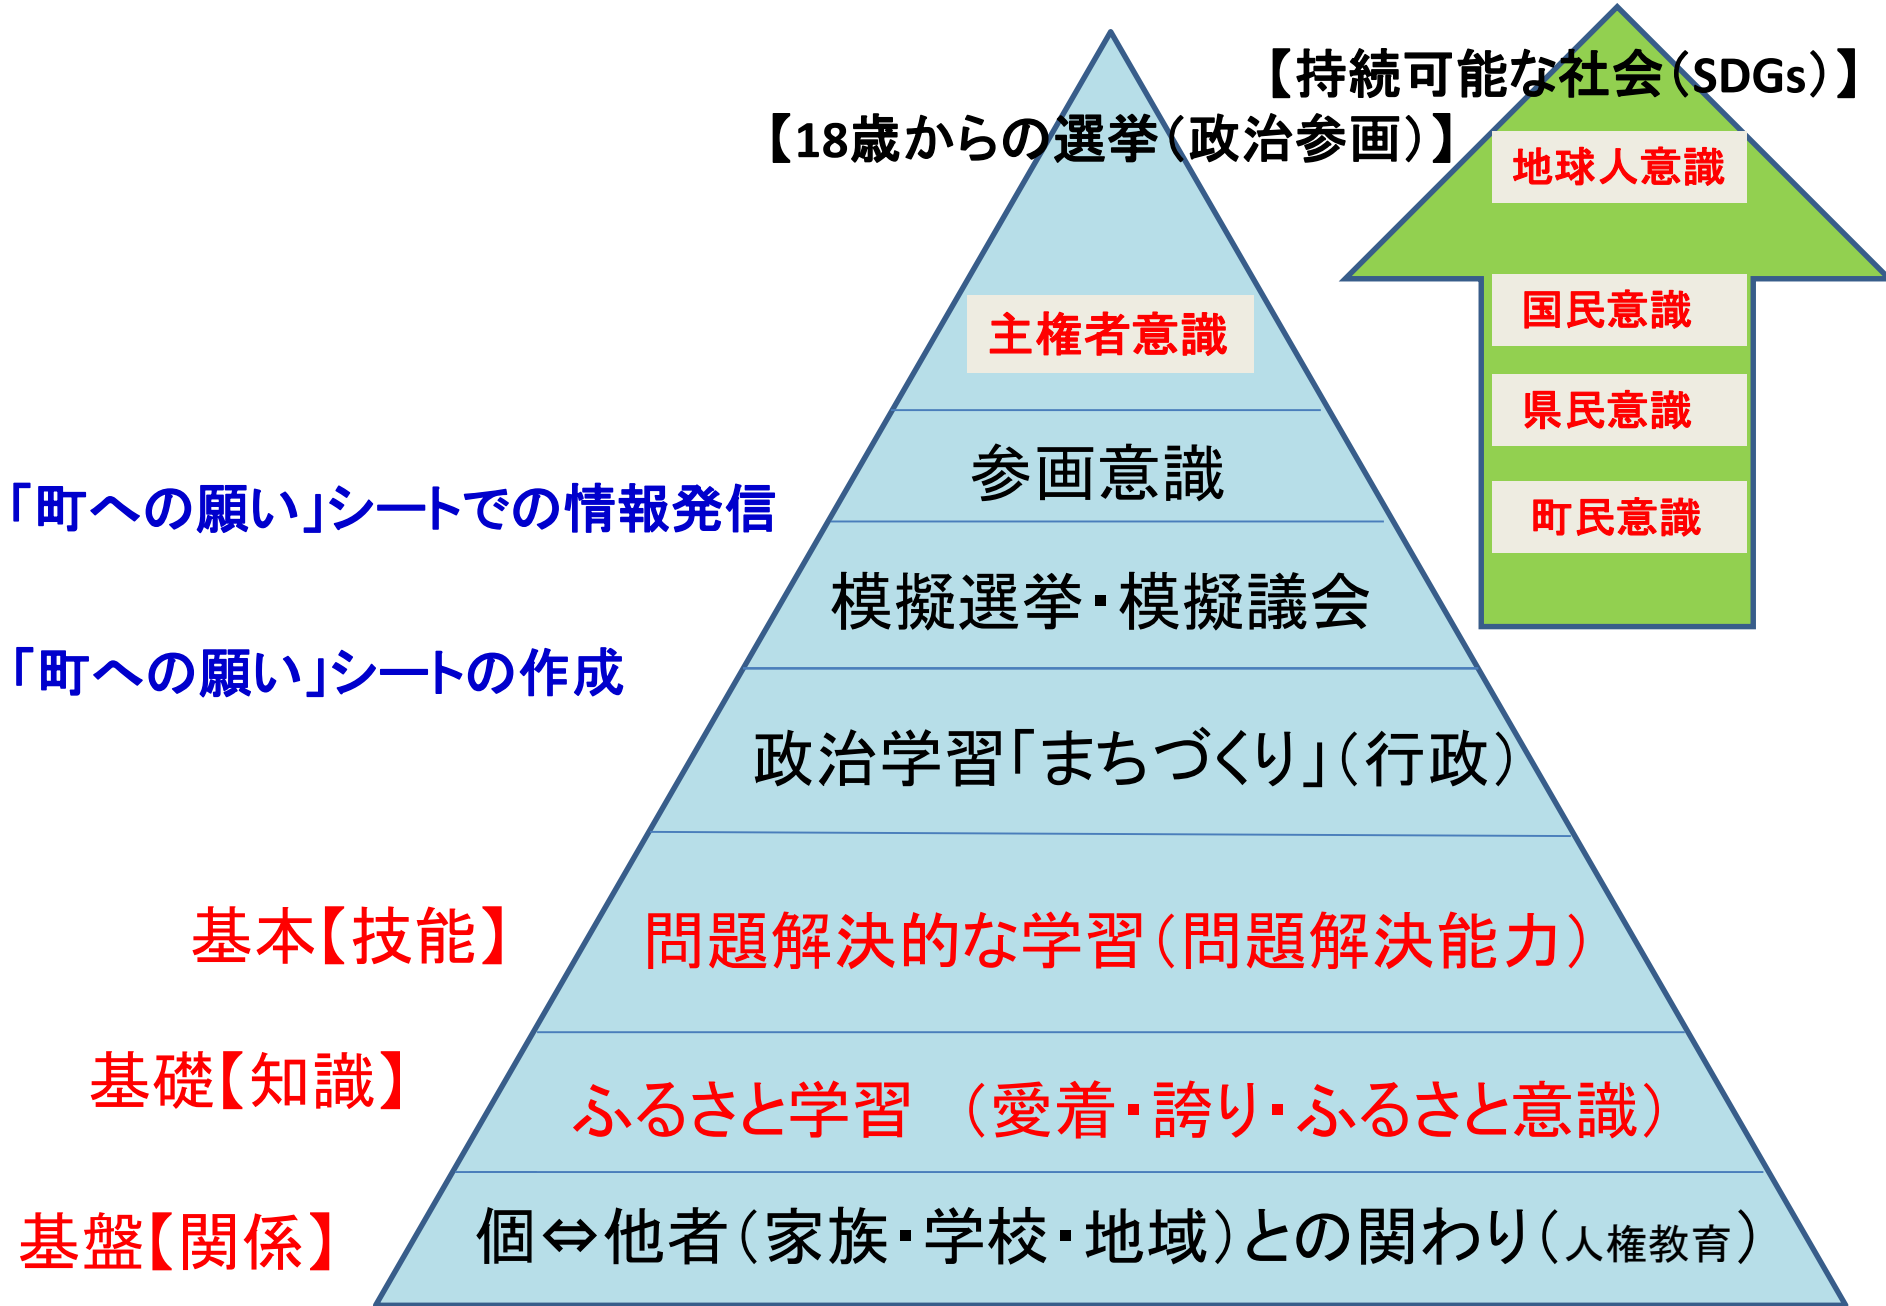 【持続可能な社会（SDGs）】
【18歳からの選挙（政治参画）】
地球人意識
国民意識
主権者意識
県民意識
参画意識
町民意識
「町への願い」シートでの情報発信
模擬選挙・模擬議会
「町への願い」シートの作成
政治学習「まちづくり」（行政）
基本【技能】
問題解決的な学習（問題解決能力）
基礎【知識】
ふるさと学習　（愛着・誇り・ふるさと意識）
基盤【関係】
個⇔他者（家族・学校・地域）との関わり（人権教育）